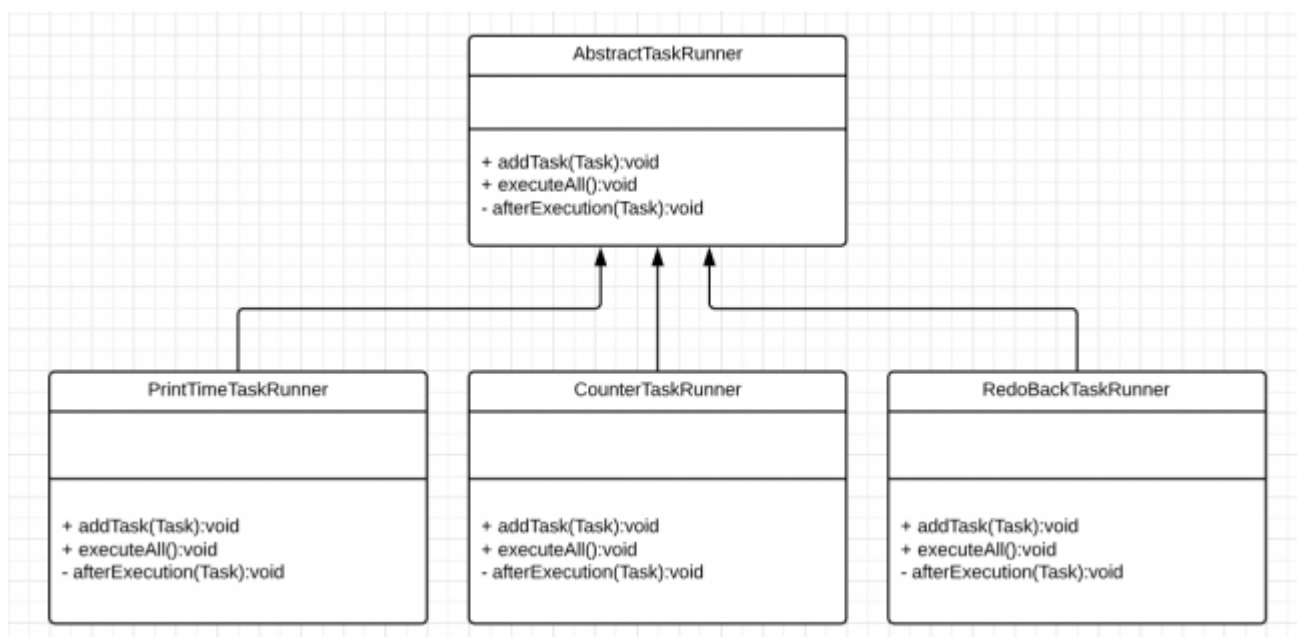 AbstractTaskRunner
+ addTask(Task):void
+ executeAll():void
- afterExecution(Task):void
PrintTimeTaskRunner
+ addTask(Task):void
+ executeAll():void
- afterExecution(Task):void
CounterTaskRunner
+ addTask(Task):void
+ executeAll():void
- afterExecution(Task):void
RedoBackTaskRunner
+ addTask(Task):void
+ executeAll():void
- afterExecution(Task):void